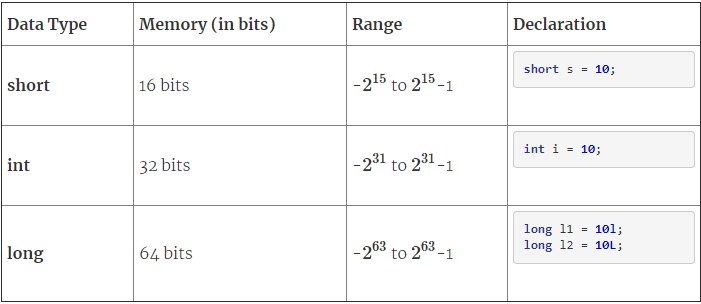 Data Type Memory (in bits) Range Declaration
short 16 bits -2^15 to 2^15-1 short s = 10;
int 32 bits -2^31 to 2^31-1 int i = 10;
long 64 bits -2^63 to 2^63-1 long l1 = 10l;
long l2 = 10L;